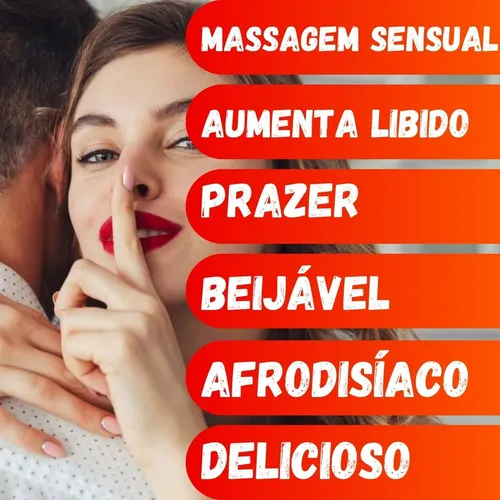 MASSAGEM SENSUAL
AUMENTA LIBIDO
PRAZER
BEIJÁVEL
AFRODISÍACO
DELICIOSO